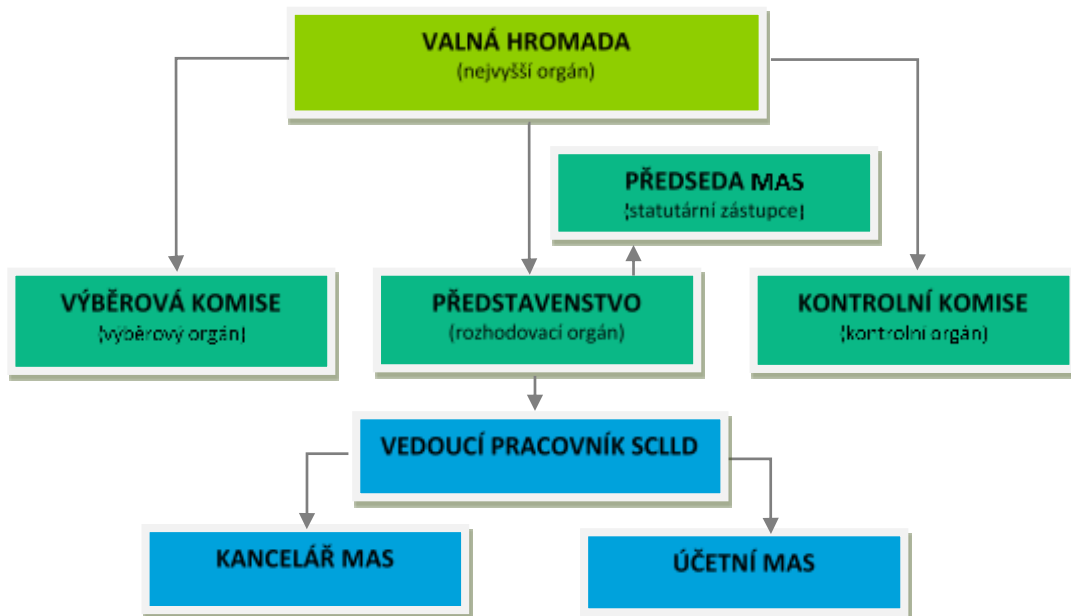 VALNÁ HROMADA
(nejvyšší orgán)
PŘEDSEDA MAS
(statutární zástupce)
VÝBĚROVÁ KOMISE
(výběrový orgán)
PŘEDSTAVENSTVO
(rozhodovací orgán)
KONTROLNÍ KOMISE
(kontrolní orgán)
VEDOUCÍ PRACOVNÍK SCLLD
KANCELÁŘ MAS
ÚČETNÍ MAS